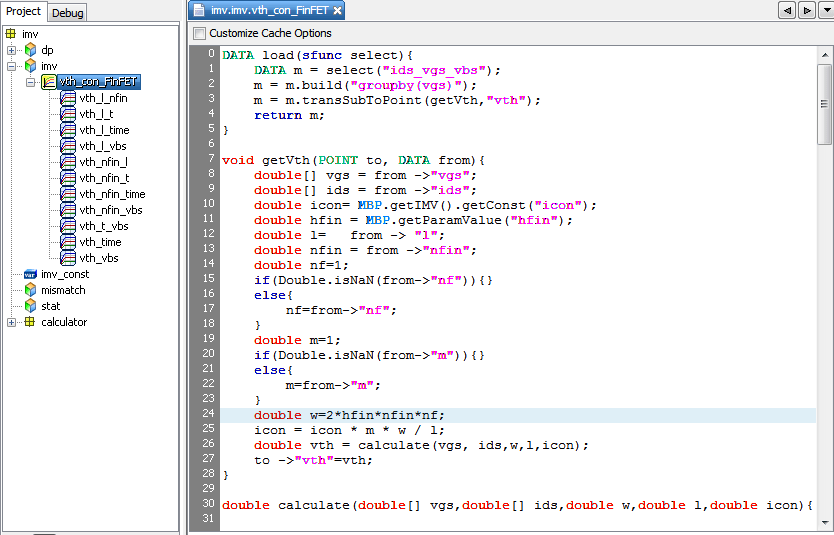 Project
Debug
imv
dp
imv
vth_con_FinFET
vth_l_nfin
vth_l_t
vth_l_time
vth_l_vbs
vth_nfin_l
vth_nfin_t
vth_nfin_time
vth_nfin_vbs
vth_t_vbs
vth_time
vth_vbs
var imv_const
mismatch
stat
calculator
imv.imv.vth_con_FinFET
Customize Cache Options
0 DATA load(sfunc select){
1     DATA m = select("ids_vgs_vbs");
2     m = m.build("groupby(vgs)");
3     m = m.transSubToPoint(getVth,"vth");
4     return m;
5 }
6
7 void getVth(POINT to, DATA from){
8     double[] vgs = from ->"vgs";
9     double[] ids = from ->"ids";
10     double icon= MBP.getIMV().getConst("icon");
11     double hfin = MBP.getParamValue("hfin");
12     double l=   from -> "l";
13     double nfin = from ->"nfin";
14     double nf=1;
15     if(Double.isNaN(from->"nf")){}
16     else{
17         nf=from->"nf";
18     }
19     double m=1;
20     if(Double.isNaN(from->"m")){}
21     else{
22         m=from->"m";
23     }
24     double w=2*hfin*nfin*nf;
25     icon = icon * m * w / l;
26     double vth = calculate(vgs, ids,w,l,icon);
27     to ->"vth"=vth;
28 }
29
30 double calculate(double[] vgs,double[] ids,double w,double l,double icon){
31